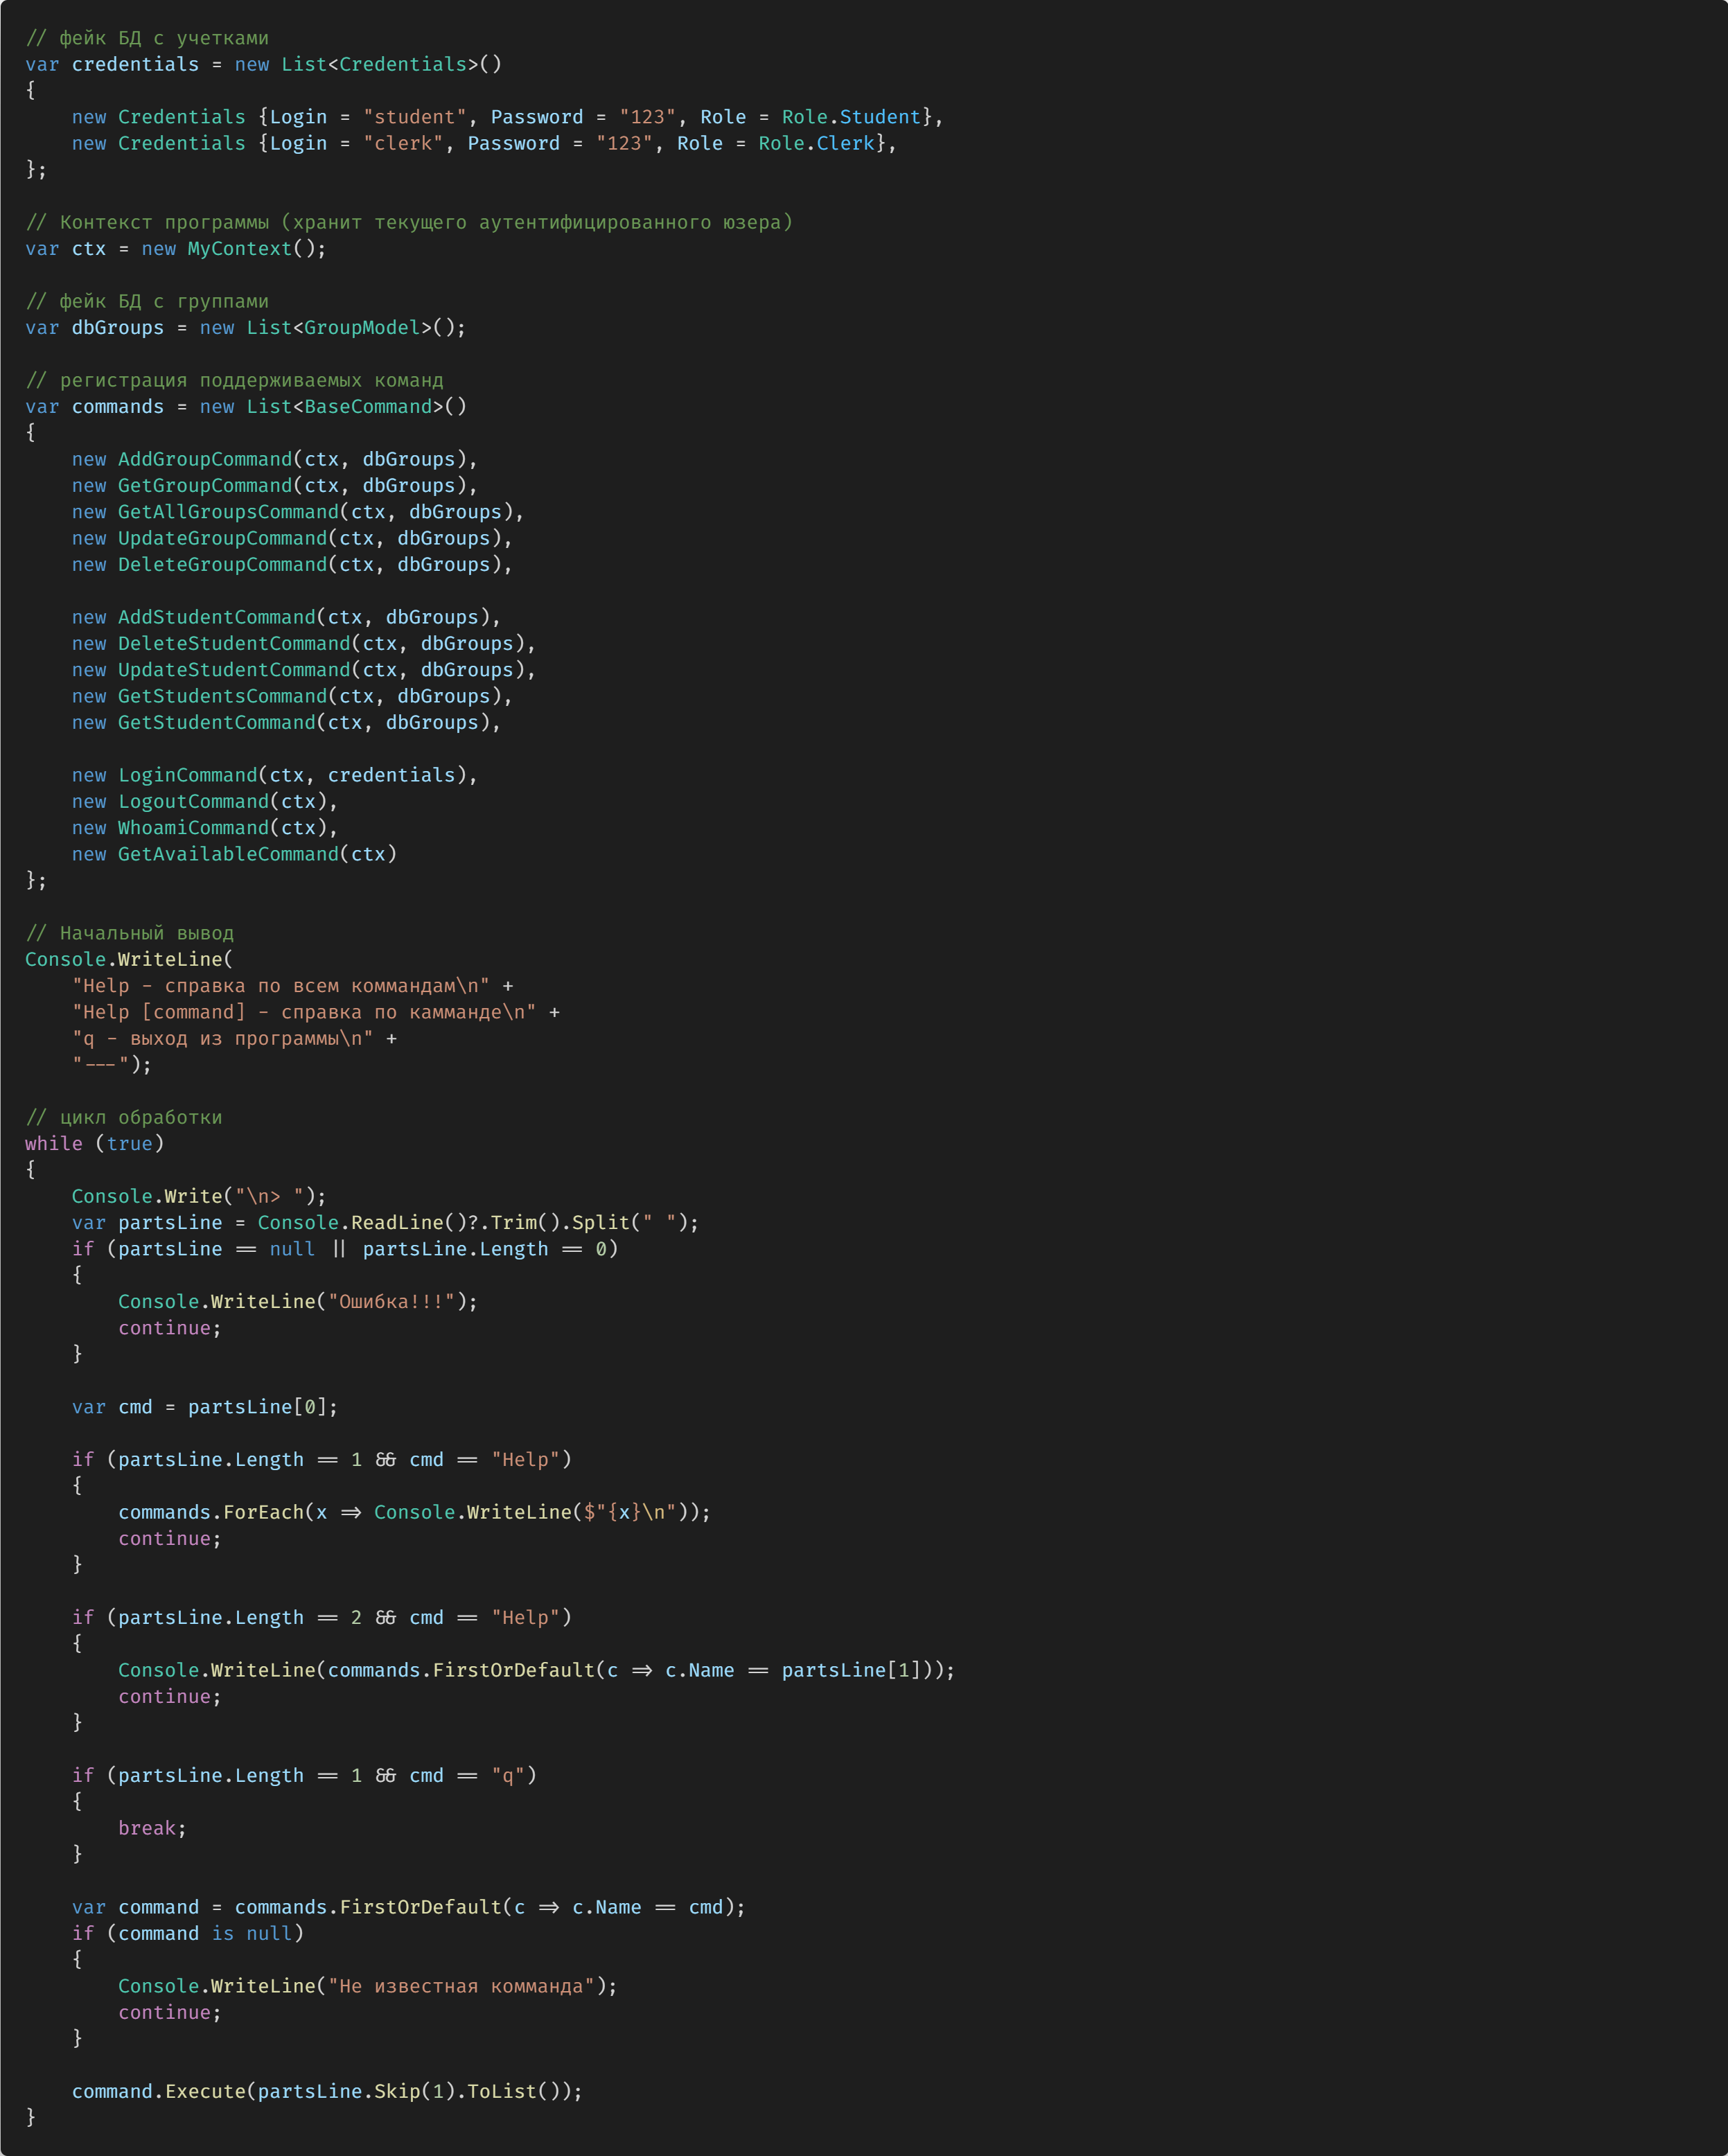 // фейк БД с учетками
var credentials = new List<Credentials>()
{
    new Credentials {Login = "student", Password = "123", Role = Role.Student},
    new Credentials {Login = "clerk", Password = "123", Role = Role.Clerk},
};

// Контекст программы (хранит текущего аутентифицированного юзера)
var ctx = new MyContext();

// фейк БД с группами
var dbGroups = new List<GroupModel>();

// регистрация поддерживаемых команд
var commands = new List<BaseCommand>()
{
    new AddGroupCommand(ctx, dbGroups),
    new GetGroupCommand(ctx, dbGroups),
    new GetAllGroupsCommand(ctx, dbGroups),
    new UpdateGroupCommand(ctx, dbGroups),
    new DeleteGroupCommand(ctx, dbGroups),

    new AddStudentCommand(ctx, dbGroups),
    new DeleteStudentCommand(ctx, dbGroups),
    new UpdateStudentCommand(ctx, dbGroups),
    new GetStudentsCommand(ctx, dbGroups),
    new GetStudentCommand(ctx, dbGroups),

    new LoginCommand(ctx, credentials),
    new LogoutCommand(ctx),
    new WhoamiCommand(ctx),
    new GetAvailableCommand(ctx)
};

// Начальный вывод
Console.WriteLine(
    "Help - справка по всем коммандам\n" +
    "Help [command] - справка по камманде\n" +
    "q - выход из программы\n" +
    "---");

// цикл обработки
while (true)
{
    Console.Write("\n> ");
    var partsLine = Console.ReadLine()?.Trim().Split(" ");
    if (partsLine == null || partsLine.Length == 0)
    {
        Console.WriteLine("Ошибка!!!");
        continue;
    }

    var cmd = partsLine[0];

    if (partsLine.Length == 1 && cmd == "Help")
    {
        commands.ForEach(x => Console.WriteLine($"{x}\n"));
        continue;
    }

    if (partsLine.Length == 2 && cmd == "Help")
    {
        Console.WriteLine(commands.FirstOrDefault(c => c.Name == partsLine[1]));
        continue;
    }

    if (partsLine.Length == 1 && cmd == "q")
    {
        break;
    }

    var command = commands.FirstOrDefault(c => c.Name == cmd);
    if (command is null)
    {
        Console.WriteLine("Не известная комманда");
        continue;
    }

    command.Execute(partsLine.Skip(1).ToList());
}